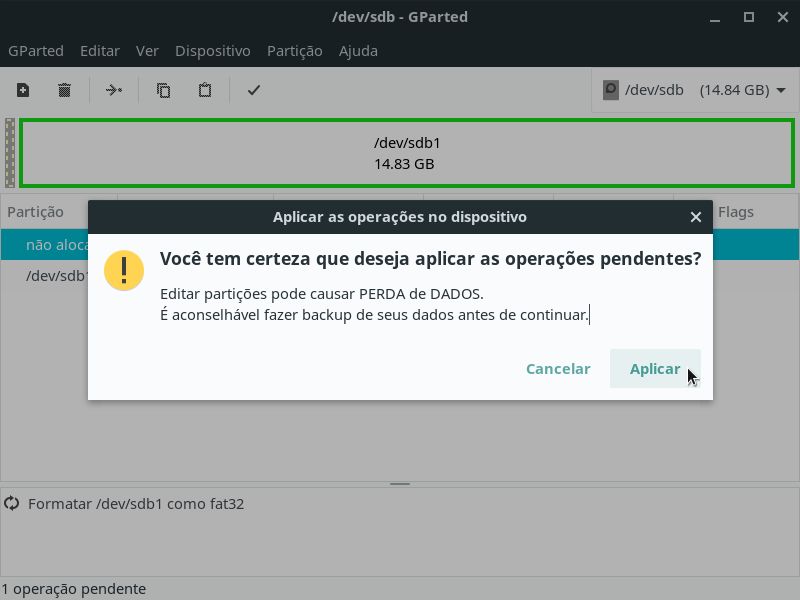 /dev/sdb - GParted
GParted Editar Ver Dispositivo Partição Ajuda
/dev/sdb (14.84 GB)
/dev/sdb1
14.83 GB
Partição Flags
Aplicar as operações no dispositivo
não aloca
Você tem certeza que deseja aplicar as operações pendentes?
/dev/sdb1
Editar partições pode causar PERDA de DADOS.
É aconselhável fazer backup de seus dados antes de continuar.
Cancelar Aplicar
Formatar /dev/sdb1 como fat32
1 operação pendente